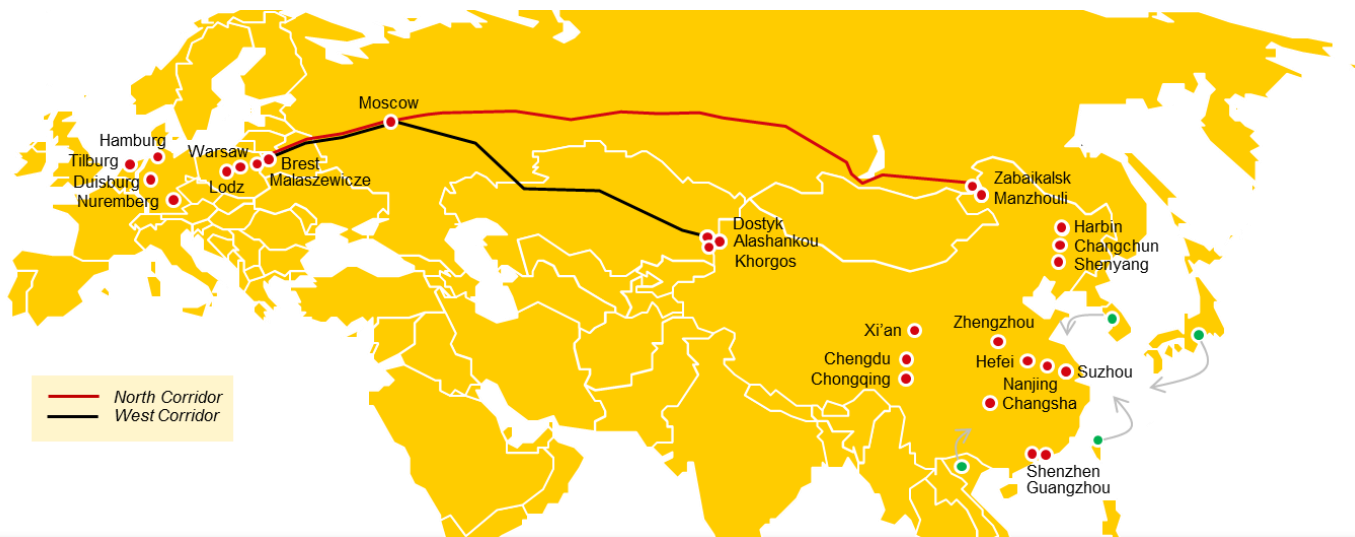 Moscow
Hamburg
Tilburg
Warsaw
Brest
Duisburg
Lodz
Malaszewicze
Nuremberg
Zabaikalsk
Manzhouli
Dostyk
Alashankou
Khorgos
Harbin
Changchun
Shenyang
Xi'an
Zhengzhou
Chengdu
Hefei
Suzhou
Chongqing
Nanjing
Changsha
North Corridor
West Corridor
Shenzhen
Guangzhou